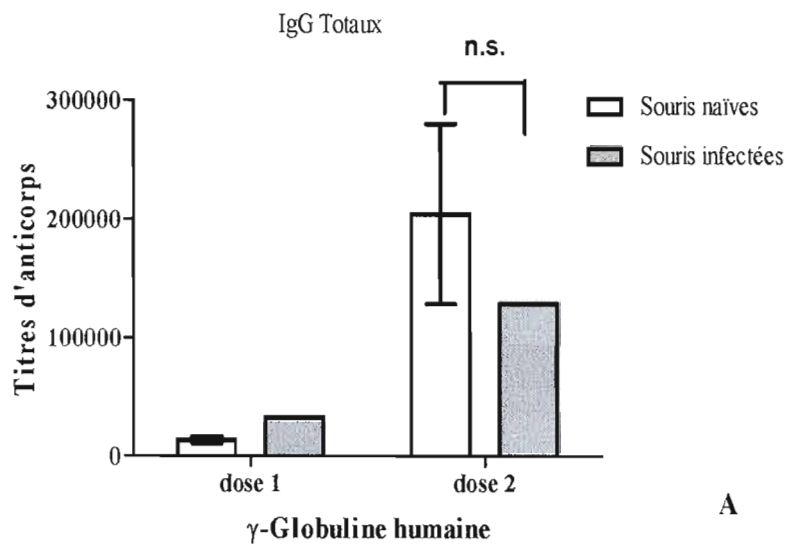 IgG Totaux
n.s.
300000
200000
100000
0
Titres d'anticorps
Souris naïves
Souris infectées
dose 1
dose 2
γ-Globuline humaine
A